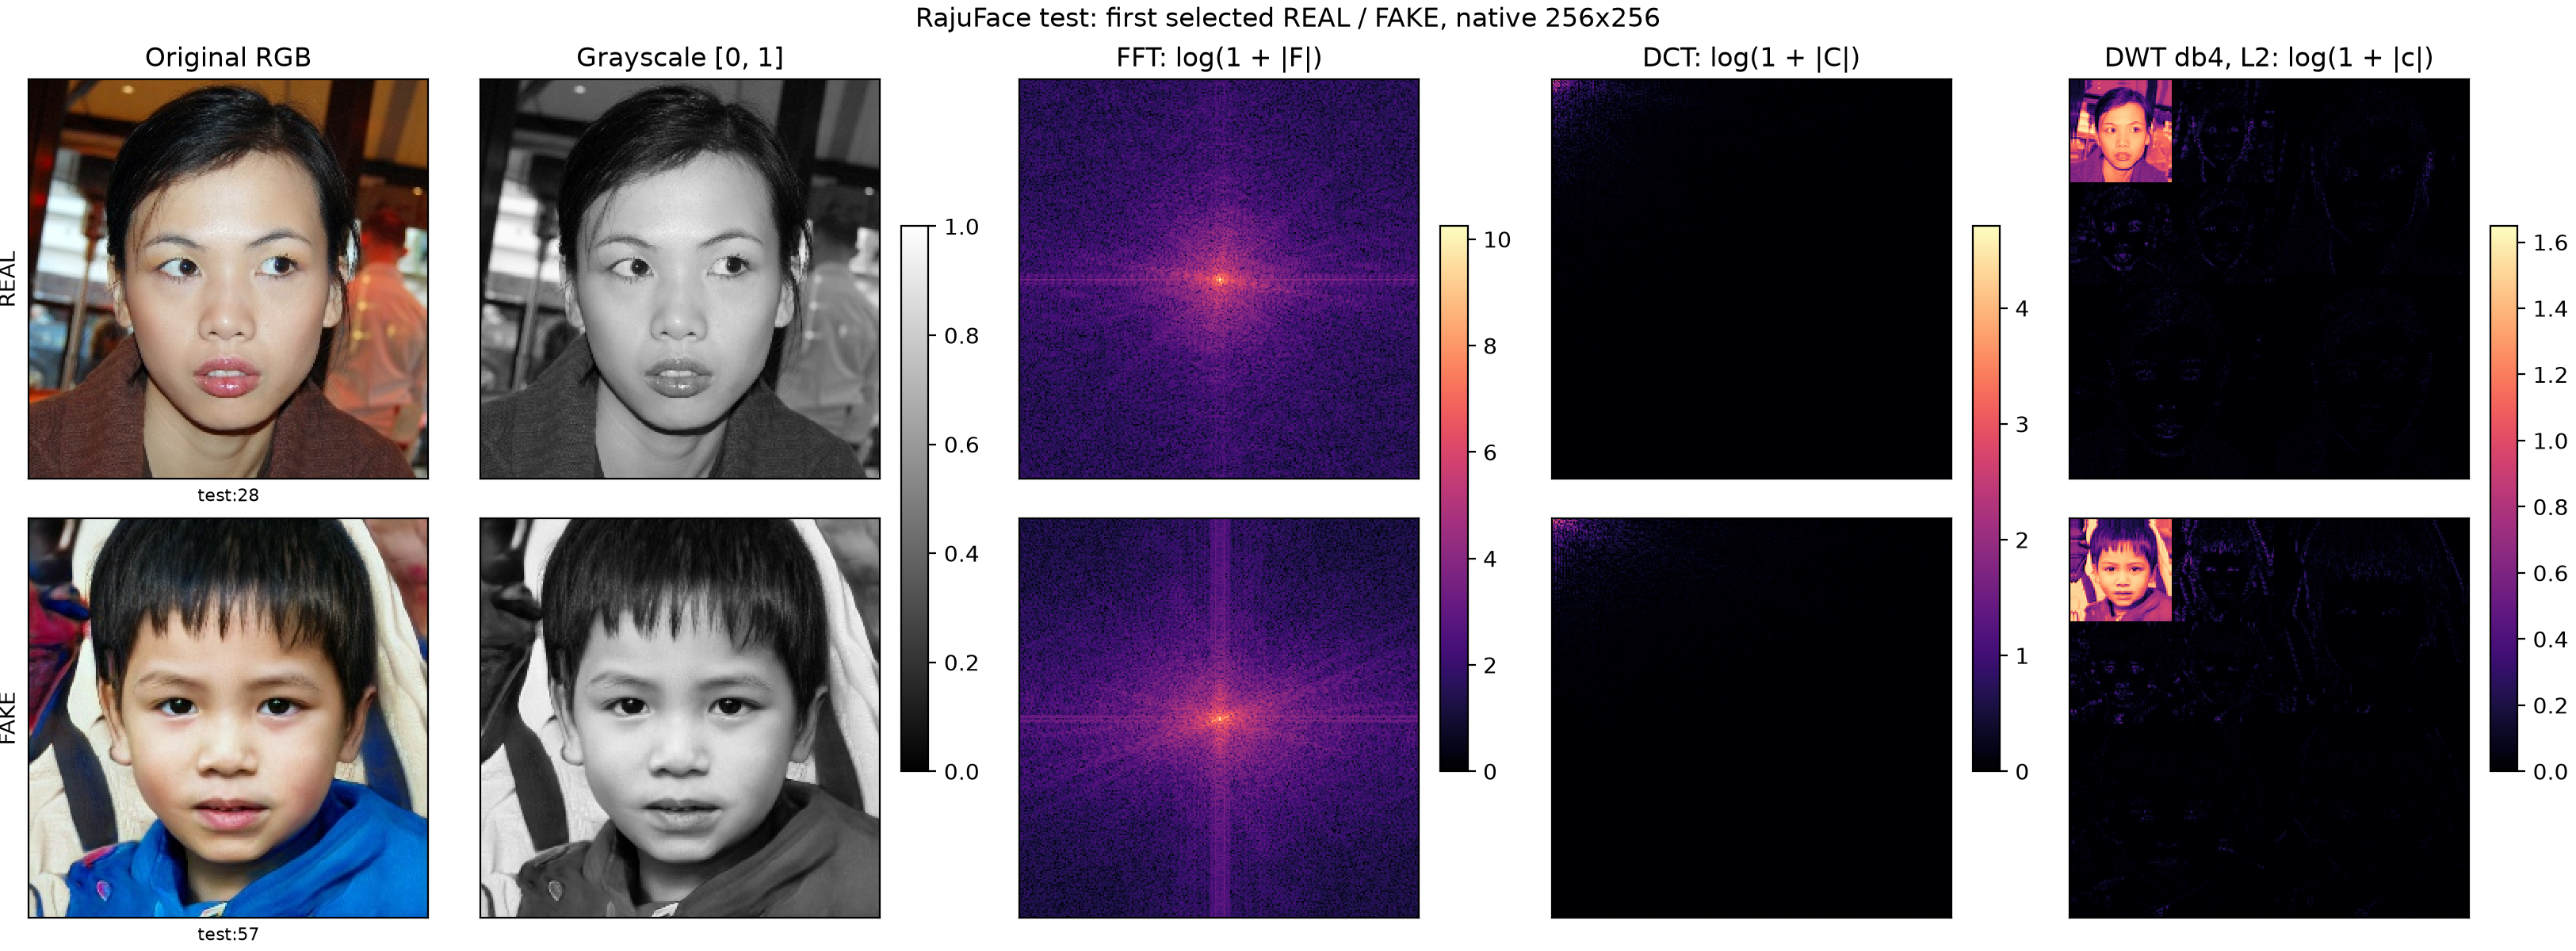 RajuFace test: first selected REAL / FAKE, native 256x256
Original RGB
Grayscale [0, 1]
FFT: log(1 + |F|)
DCT: log(1 + |C|)
DWT db4, L2: log(1 + |c|)
REAL
1.0
0.8
0.6
0.4
0.2
0.0
10
8
6
4
2
0
4
3
2
1
0
1.6
1.4
1.2
1.0
0.8
0.6
0.4
0.2
0.0
test:28
FAKE
test:57